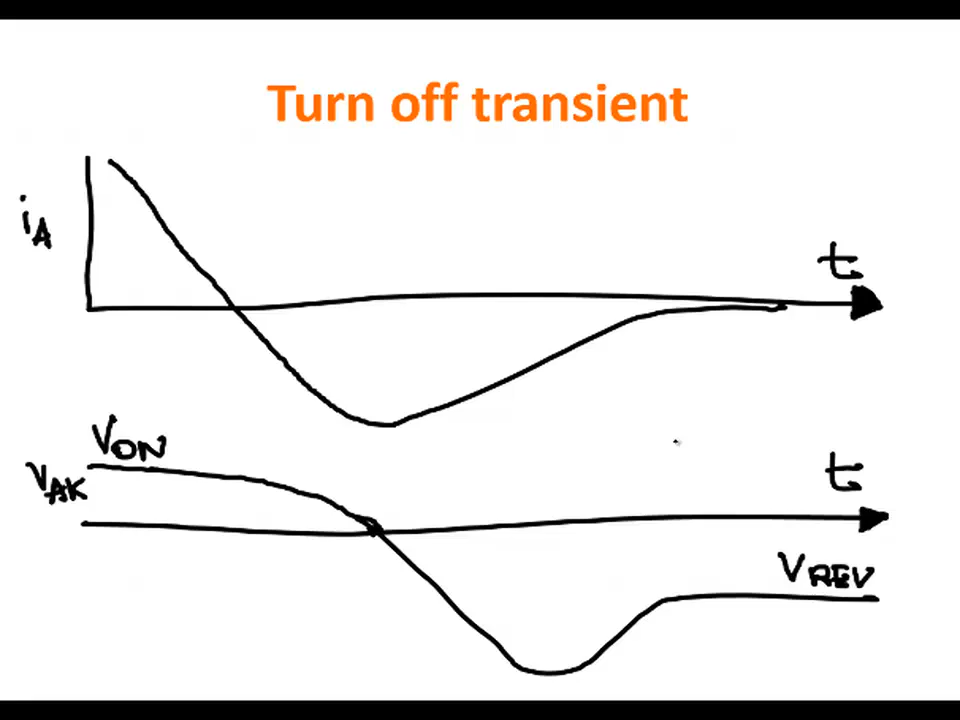 Turn off transient
iA
t
VON
VAK
t
VREV